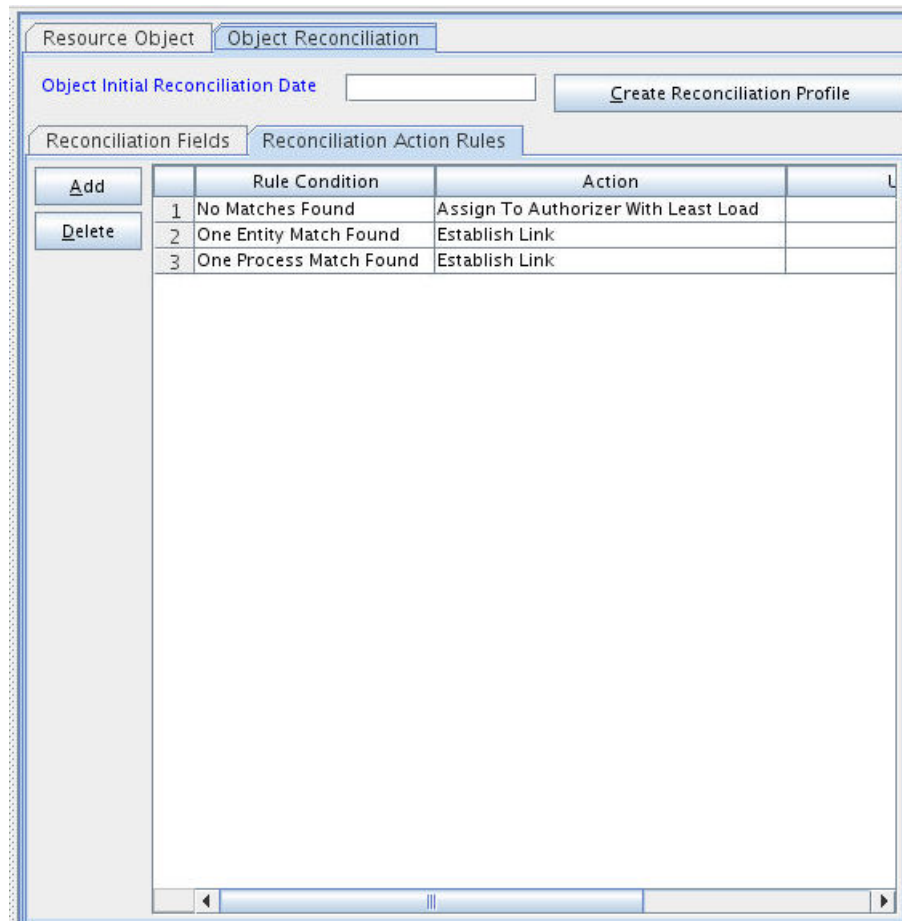 Resource Object Object Reconciliation
Object Initial Reconciliation Date Create Reconciliation Profile
Reconciliation Fields Reconciliation Action Rules
Add
Delete
Rule Condition Action
1 No Matches Found Assign To Authorizer With Least Load
2 One Entity Match Found Establish Link
3 One Process Match Found Establish Link